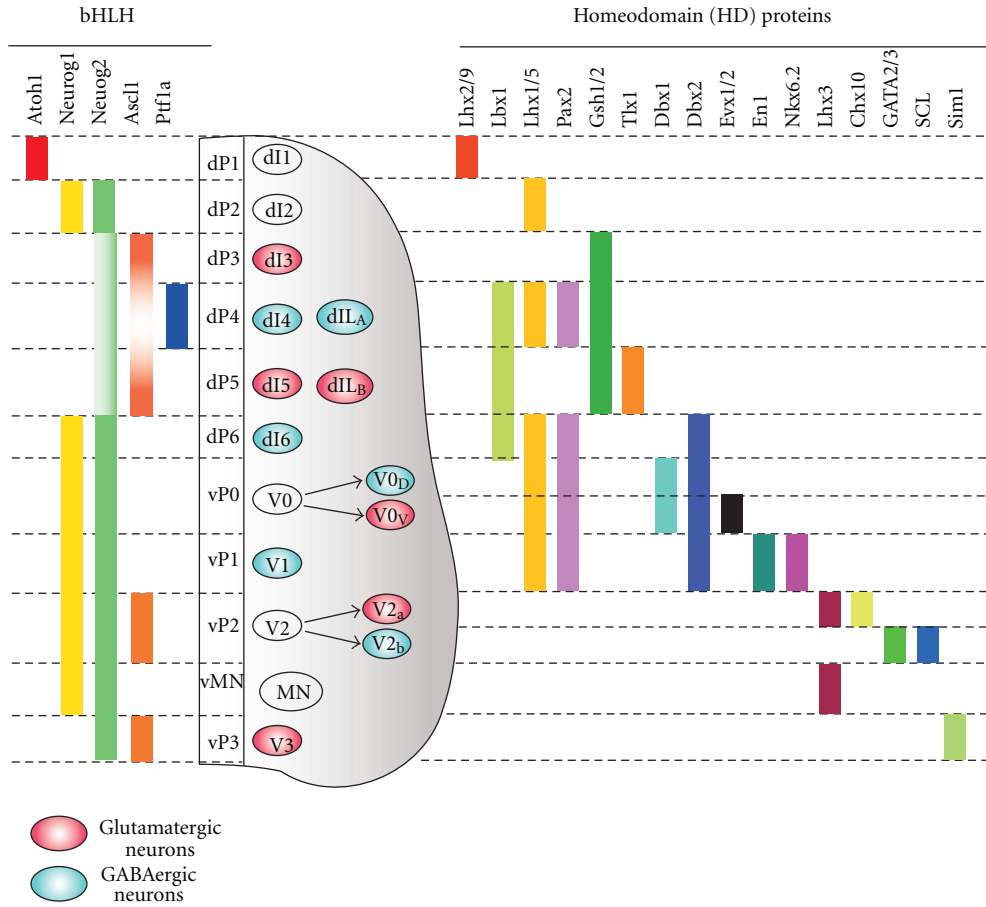 bHLH
Homeodomain (HD) proteins
Atoh1
Neurog1
Neuog2
Ascl1
Ptf1a
Lhx2/9
Lbx1
Lhx1/5
Pax2
Gsh1/2
Tlx1
Dbx1
Dbx2
Evx1/2
En1
Nkx6.2
Lhx3
Chx10
GATA2/3
SCL
Sim1
dP1 dI1
dP2 dI2
dP3 dI3
dP4 dI4 dILA
dP5 dI5 dILB
dP6 dI6
V0D
vP0 V0
V0V
vP1 V1
V2a
vP2 V2
V2b
vMN MN
vP3 V3
Glutamatergic
neurons
GABAergic
neurons